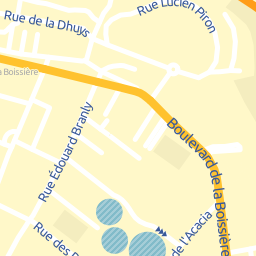 Rue Lucien Piron
Rue de la Dhuys
la Boissière
Rue Édouard Branly
Boulevard de la Boissière
de l'Acacia
Rue des